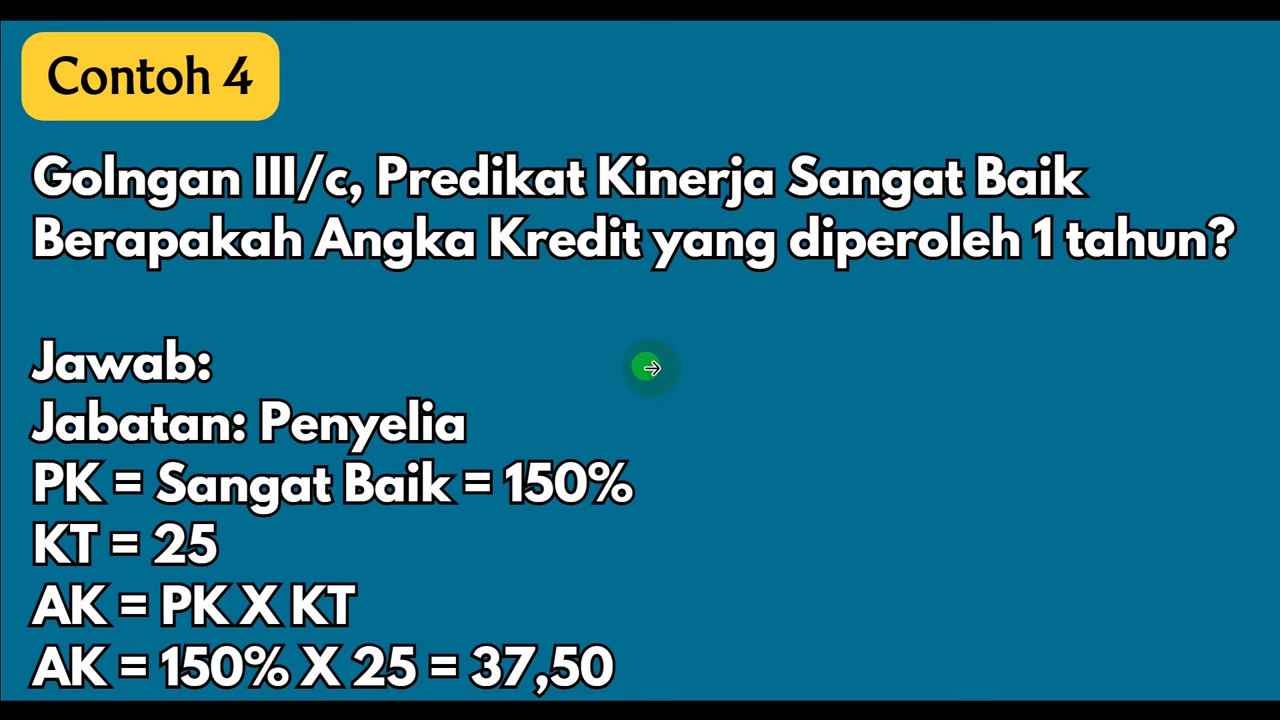 Contoh 4
Golngan III/c, Predikat Kinerja Sangat Baik
Berapakah Angka Kredit yang diperoleh 1 tahun?
Jawab:
Jabatan: Penyelia
PK = Sangat Baik = 150%
KT = 25
AK = PK X KT
AK = 150% X 25 = 37,50